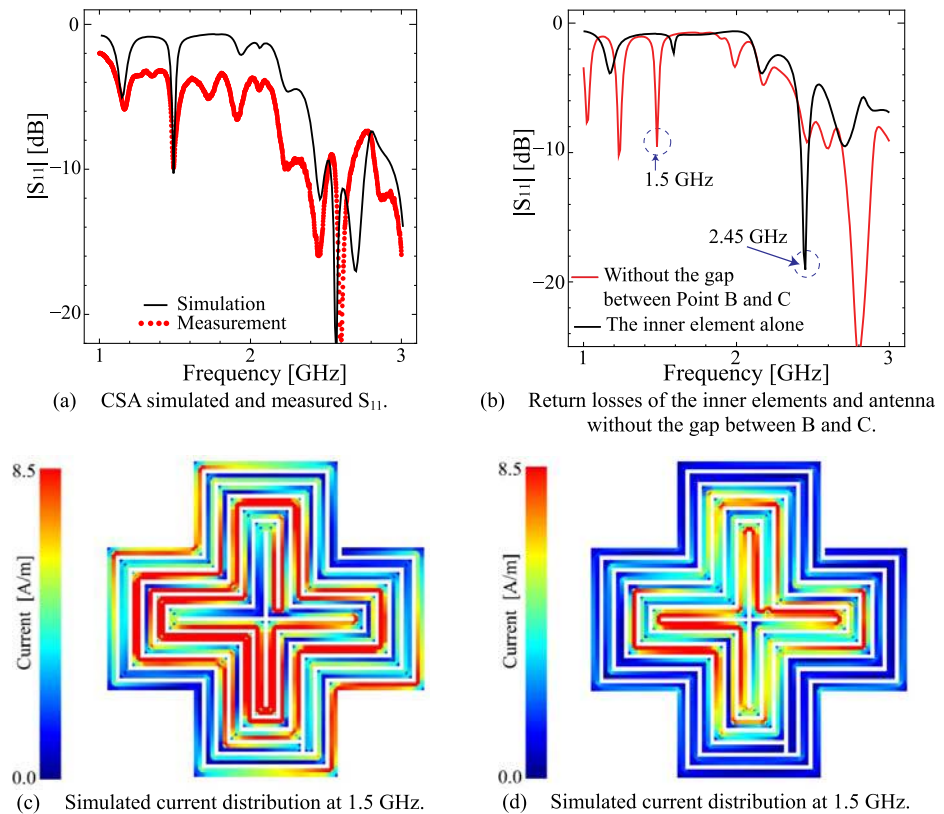 0
−10
−20
|S11| [dB]
Simulation
Measurement
1
2
3
Frequency [GHz]
(a) CSA simulated and measured S11.
0
−10
−20
|S11| [dB]
1.5 GHz
2.45 GHz
Without the gap
between Point B and C
The inner element alone
1
2
3
Frequency [GHz]
(b) Return losses of the inner elements and antenna
without the gap between B and C.
8.5
Current [A/m]
0.0
(c) Simulated current distribution at 1.5 GHz.
8.5
Current [A/m]
0.0
(d) Simulated current distribution at 1.5 GHz.